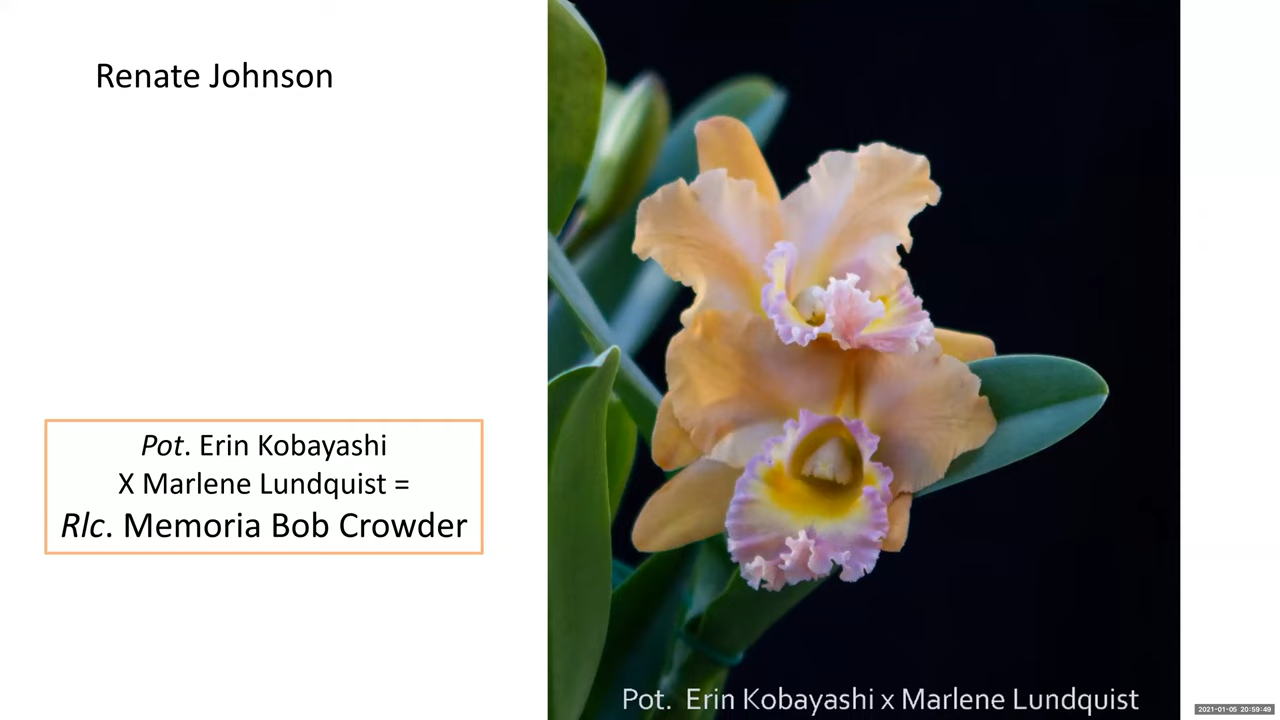 Renate Johnson
Pot. Erin Kobayashi
X Marlene Lundquist =
Rlc. Memoria Bob Crowder
Pot. Erin Kobayashi x Marlene Lundquist
2021-01-05 20:59:49